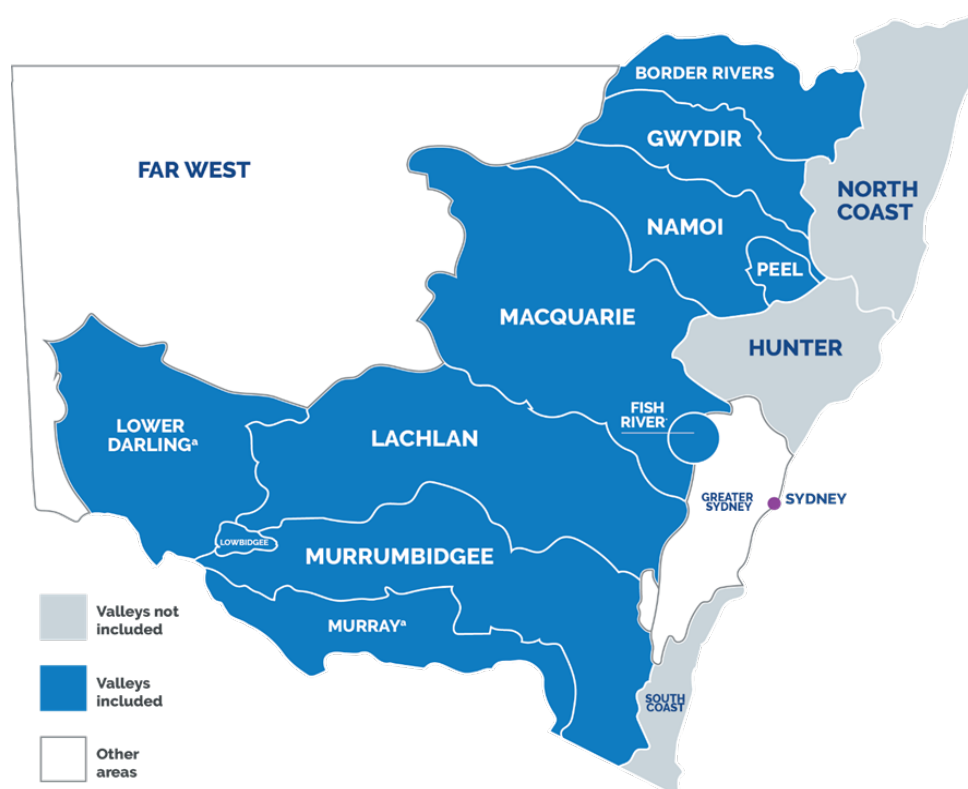 BORDER RIVERS
GWYDIR
FAR WEST
NORTH
COAST
NAMOI
PEEL
MACQUARIE
HUNTER
FISH
RIVER
LOWER
DARLINGᵃ
LACHLAN
GREATER
SYDNEY
SYDNEY
LOWBIDGEE
MURRUMBIDGEE
MURRAYᵃ
SOUTH
COAST
Valleys not
included
Valleys
included
Other
areas